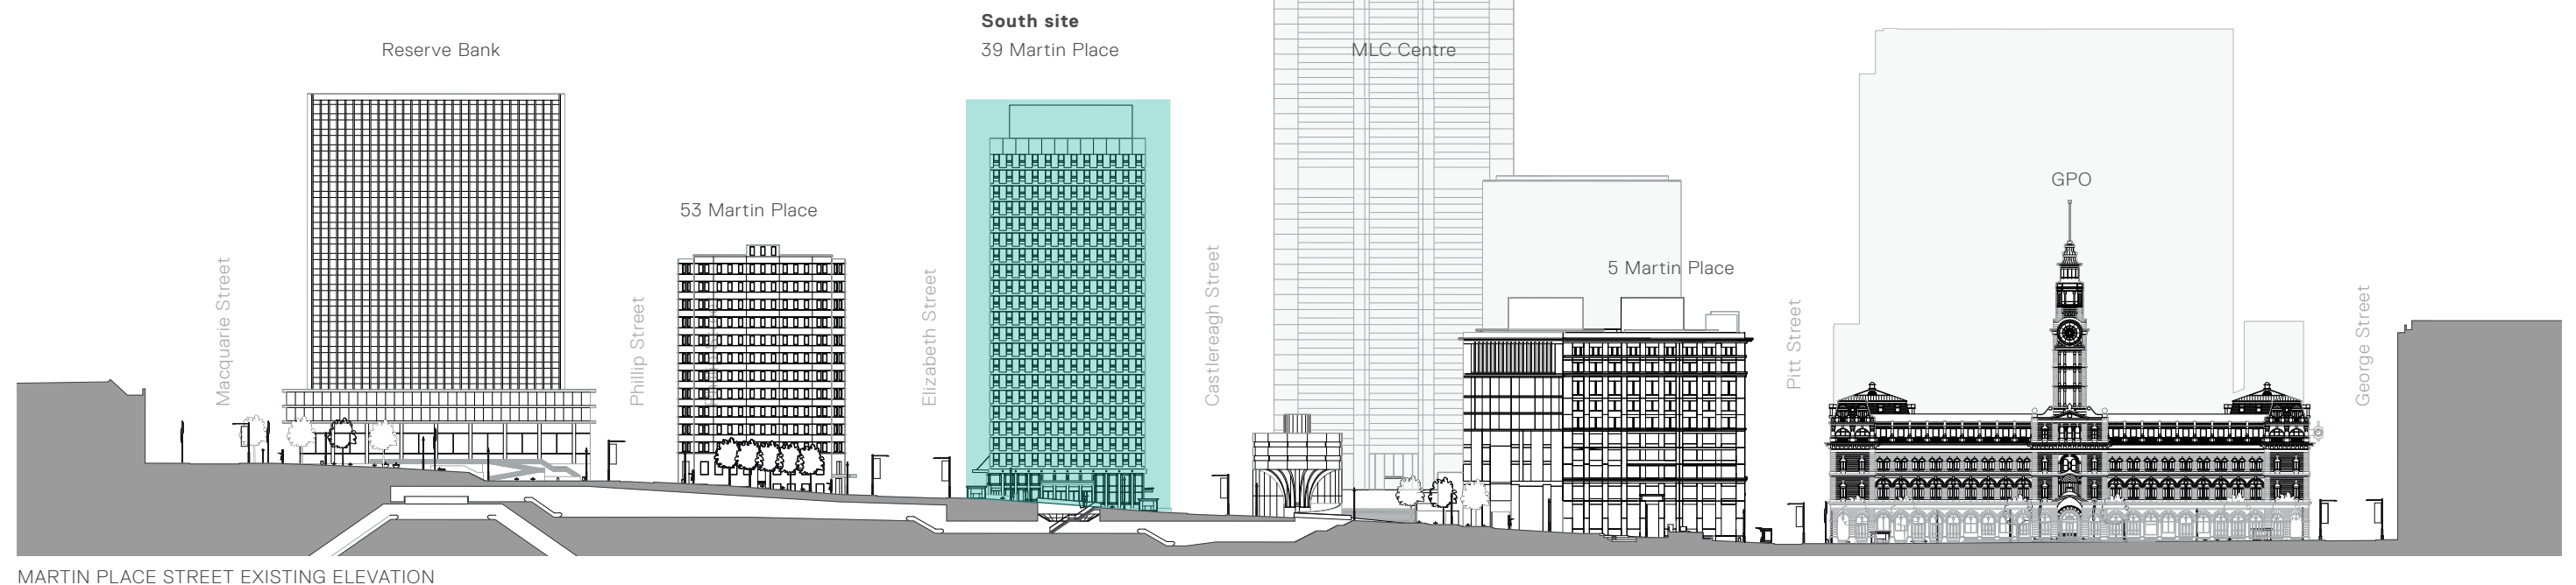 South site
39 Martin Place
Reserve Bank
MLC Centre
GPO
53 Martin Place
5 Martin Place
Macquarie Street
Phillip Street
Elizabeth Street
Castlereagh Street
Pitt Street
George Street
MARTIN PLACE STREET EXISTING ELEVATION